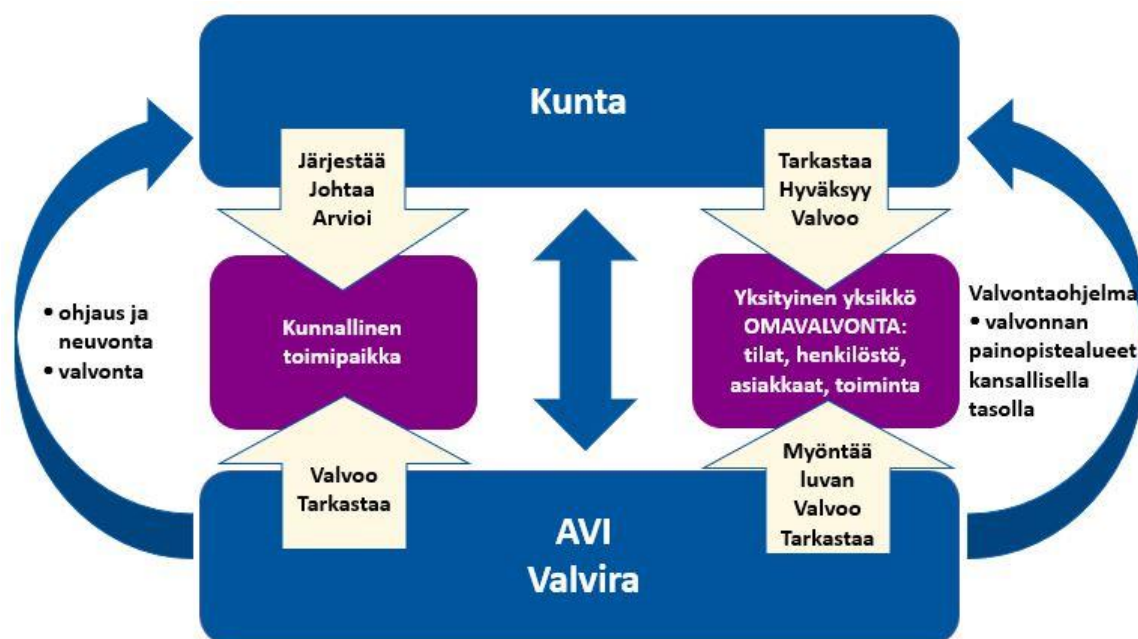 Kunta
Järjestää
Johtaa
Arvioi
Tarkastaa
Hyväksyy
Valvoo
• ohjaus ja
neuvonta
• valvonta
Kunnallinen
toimipaikka
Yksityinen yksikkö
OMAVALVONTA:
tilat, henkilöstö,
asiakkaat, toiminta
Valvontaohjelma
• valvonnan
painopistealueet
kansallisella
tasolla
Valvoo
Tarkastaa
Myöntää
luvan
Valvoo
Tarkastaa
AVI
Valvira